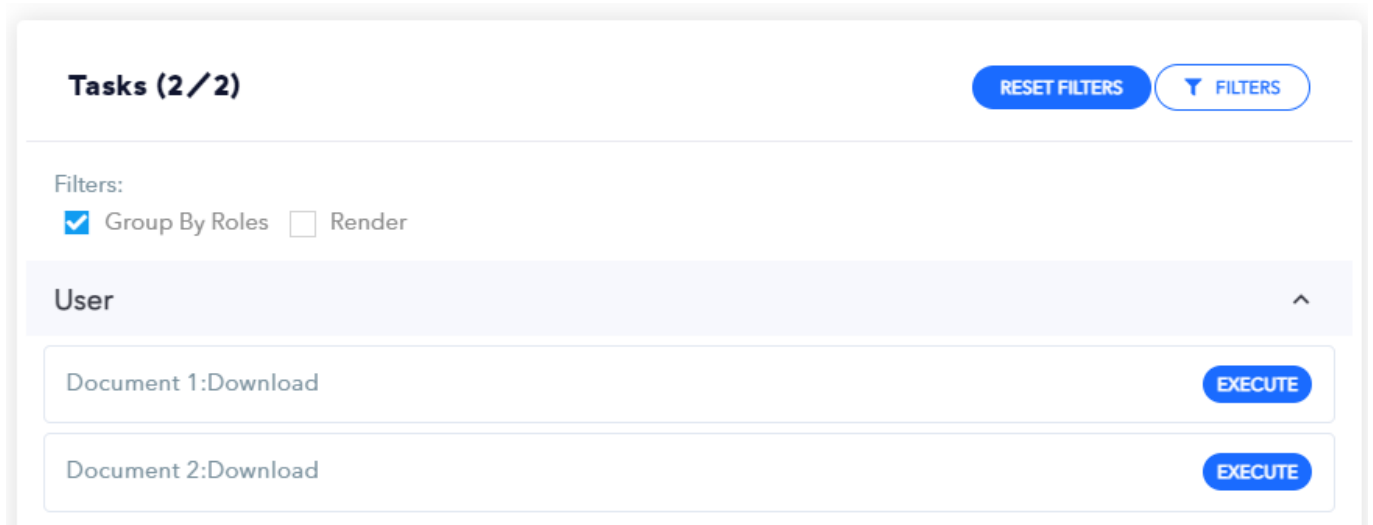 Tasks (2/2)
RESET FILTERS
FILTERS
Filters:
Group By Roles
Render
User
Document 1:Download
EXECUTE
Document 2:Download
EXECUTE